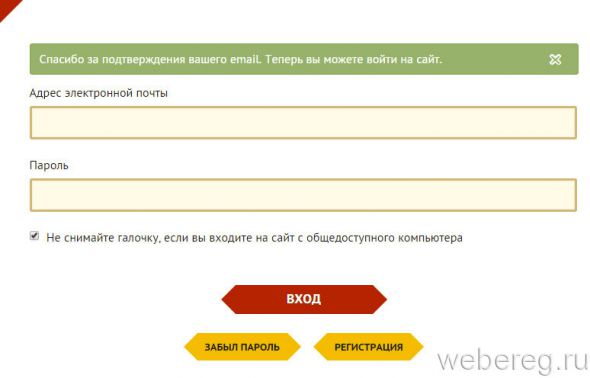 Спасибо за подтверждения вашего email. Теперь вы можете войти на сайт.
Адрес электронной почты
Пароль
Не снимайте галочку, если вы входите на сайт с общедоступного компьютера
ВХОД
ЗАБЫЛ ПАРОЛЬ РЕГИСТРАЦИЯ
webereg.ru